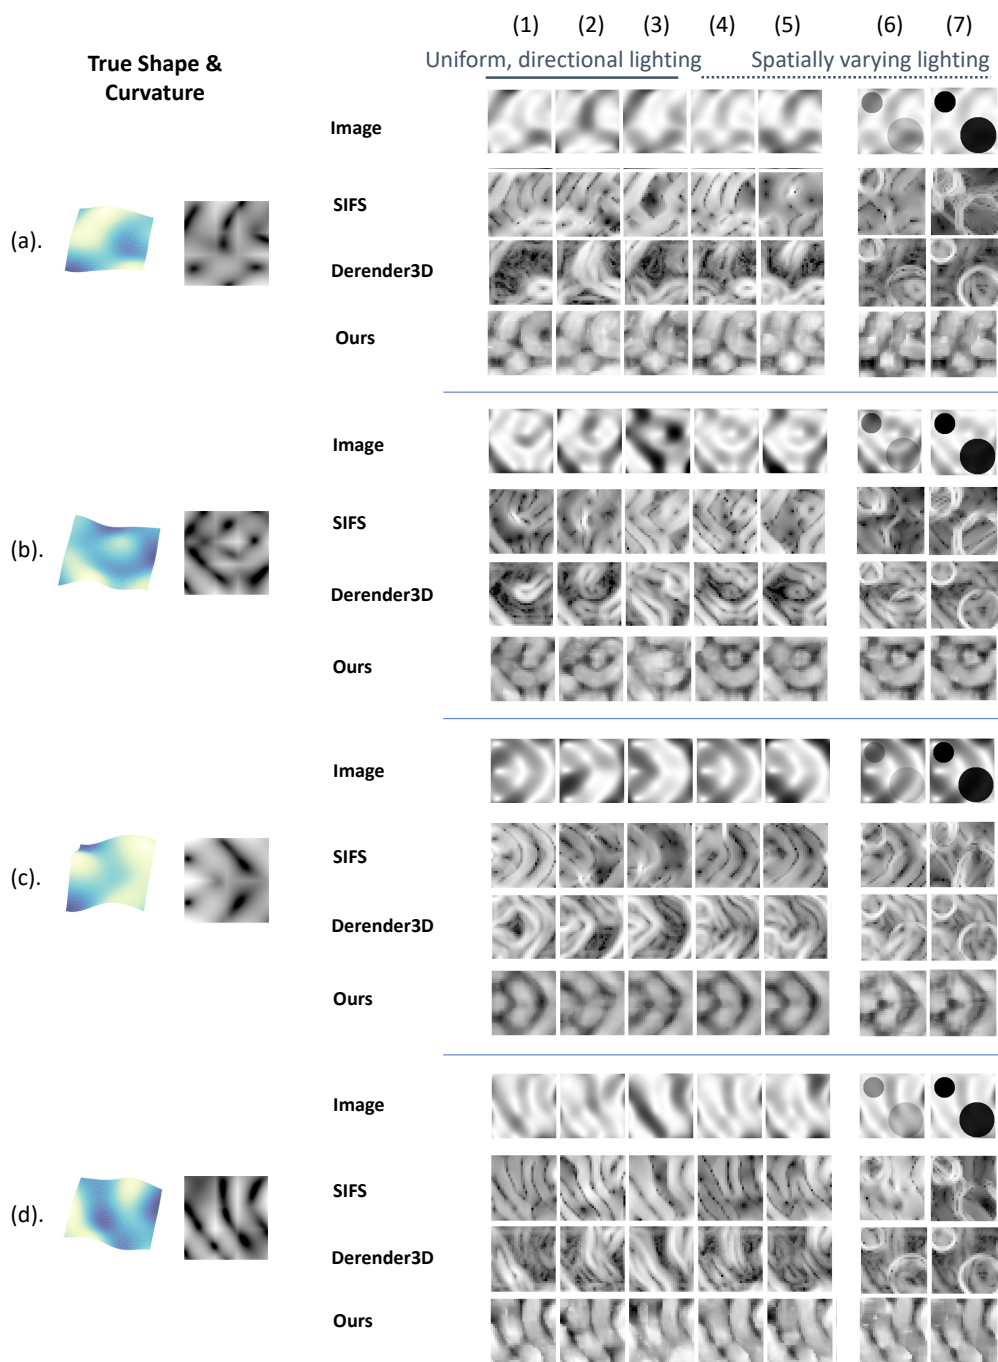 (1) (2) (3) (4) (5) (6) (7)
Uniform, directional lighting Spatially varying lighting
True Shape &
Curvature
Image
SIFS
(a).
Derender3D
Ours
Image
SIFS
(b).
Derender3D
Ours
Image
SIFS
(c).
Derender3D
Ours
Image
SIFS
(d).
Derender3D
Ours